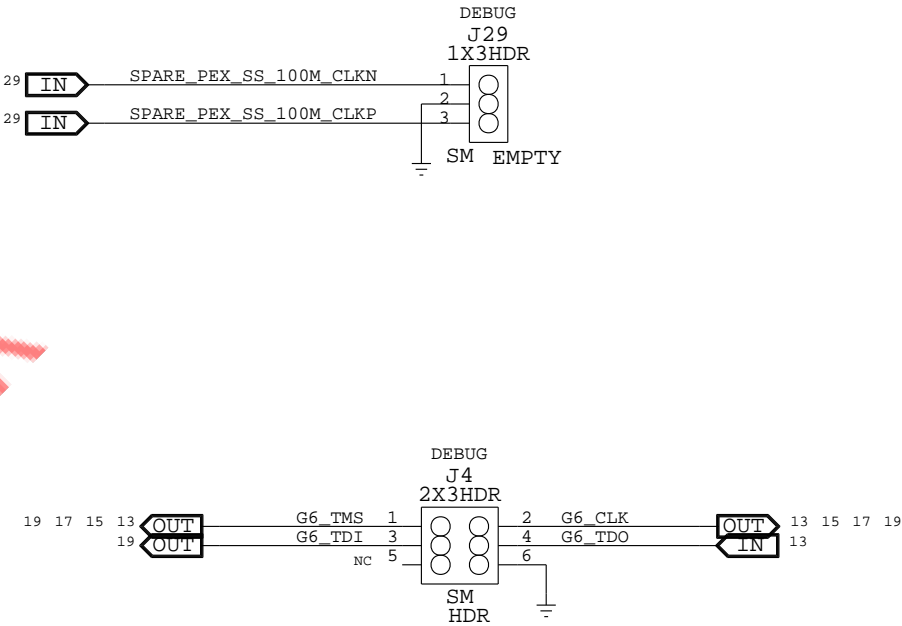 DEBUG
J29
1X3HDR
29 IN SPARE_PEX_SS_100M_CLKN 1
2
29 IN SPARE_PEX_SS_100M_CLKP 3
SM EMPTY
DEBUG
J4
2X3HDR
19 17 15 13 OUT G6_TMS 1 2 G6_CLK OUT 13 15 17 19
19 OUT G6_TDI 3 4 G6_TDO IN 13
NC 5 6
SM
HDR